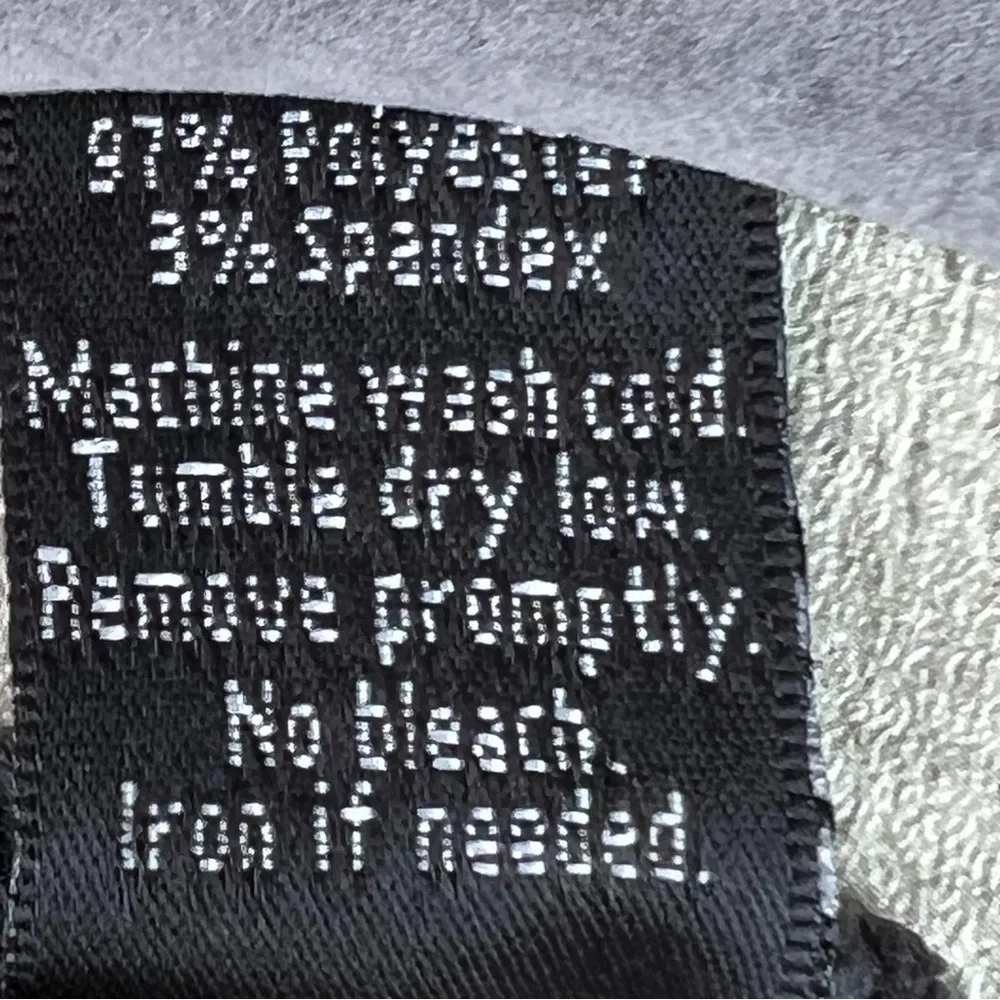 97% Polyester
3% Spandex
Machine wash cold.
Tumble dry low.
Remove promptly.
No bleach.
Iron if needed.